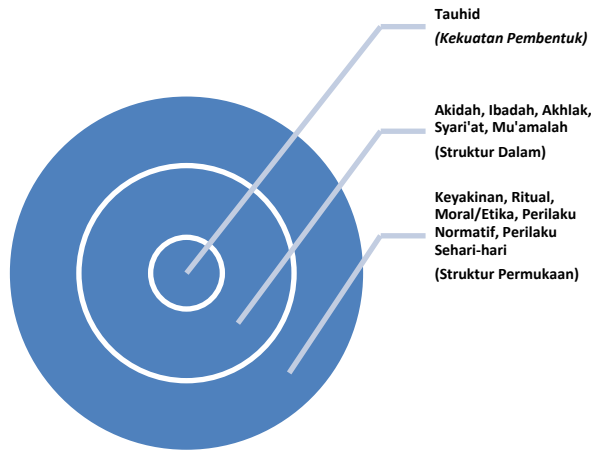 Tauhid
(Kekuatan Pembentuk)
Akidah, Ibadah, Akhlak,
Syari'at, Mu'amalah
(Struktur Dalam)
Keyakinan, Ritual,
Moral/Etika, Perilaku
Normatif, Perilaku
Sehari-hari
(Struktur Permukaan)